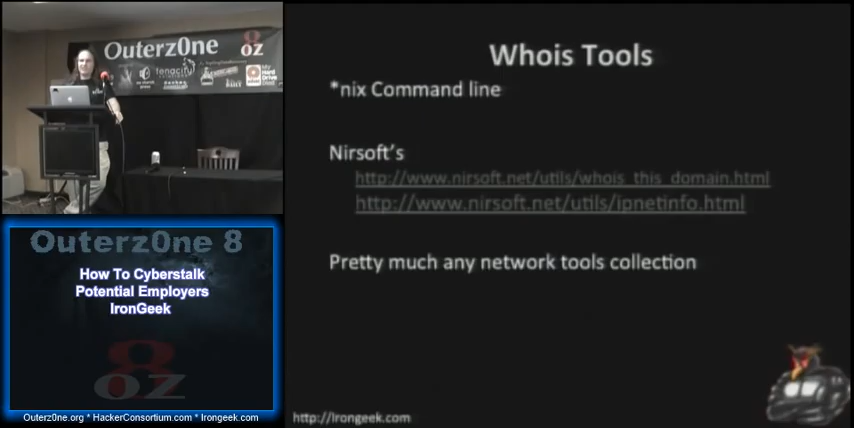 Outerz0ne
8
OZ
tenacity
Whois Tools
*nix Command line
Nirsoft's
http://www.nirsoft.net/utils/whois_this_domain.html
http://www.nirsoft.net/utils/ipnetinfo.html
Pretty much any network tools collection
Outerz0ne 8
How To Cyberstalk
Potential Employers
IronGeek
8
OZ
Outerz0ne.org * HackerConsortium.com * Irongeek.com
http://Irongeek.com